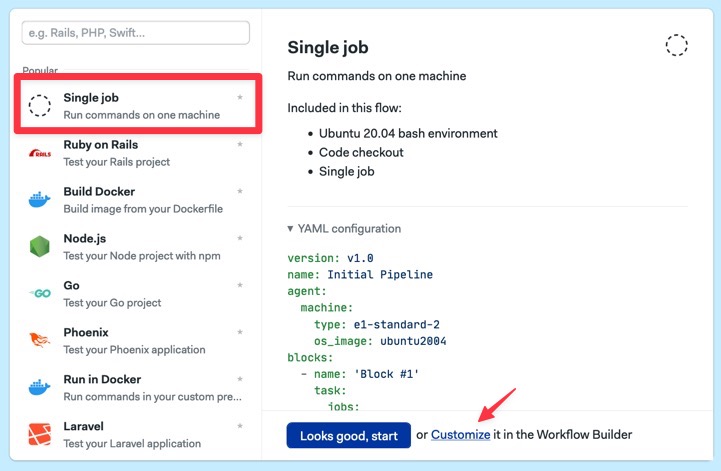 e.g. Rails, PHP, Swift...
Popular
Single job
Run commands on one machine
RAILS
Ruby on Rails
Test your Rails project
Build Docker
Build image from your Dockerfile
Node.js
Test your Node project with npm
GO
Go
Test your Go project
Phoenix
Test your Phoenix application
Run in Docker
Run commands in your custom pre...
Laravel
Test your Laravel application
Single job
Run commands on one machine
Included in this flow:
• Ubuntu 20.04 bash environment
• Code checkout
• Single job
▼ YAML configuration
version: v1.0
name: Initial Pipeline
agent:
  machine:
    type: e1-standard-2
    os_image: ubuntu2004
blocks:
  - name: 'Block #1'
    task:
      jobs:
Looks good, start or Customize it in the Workflow Builder